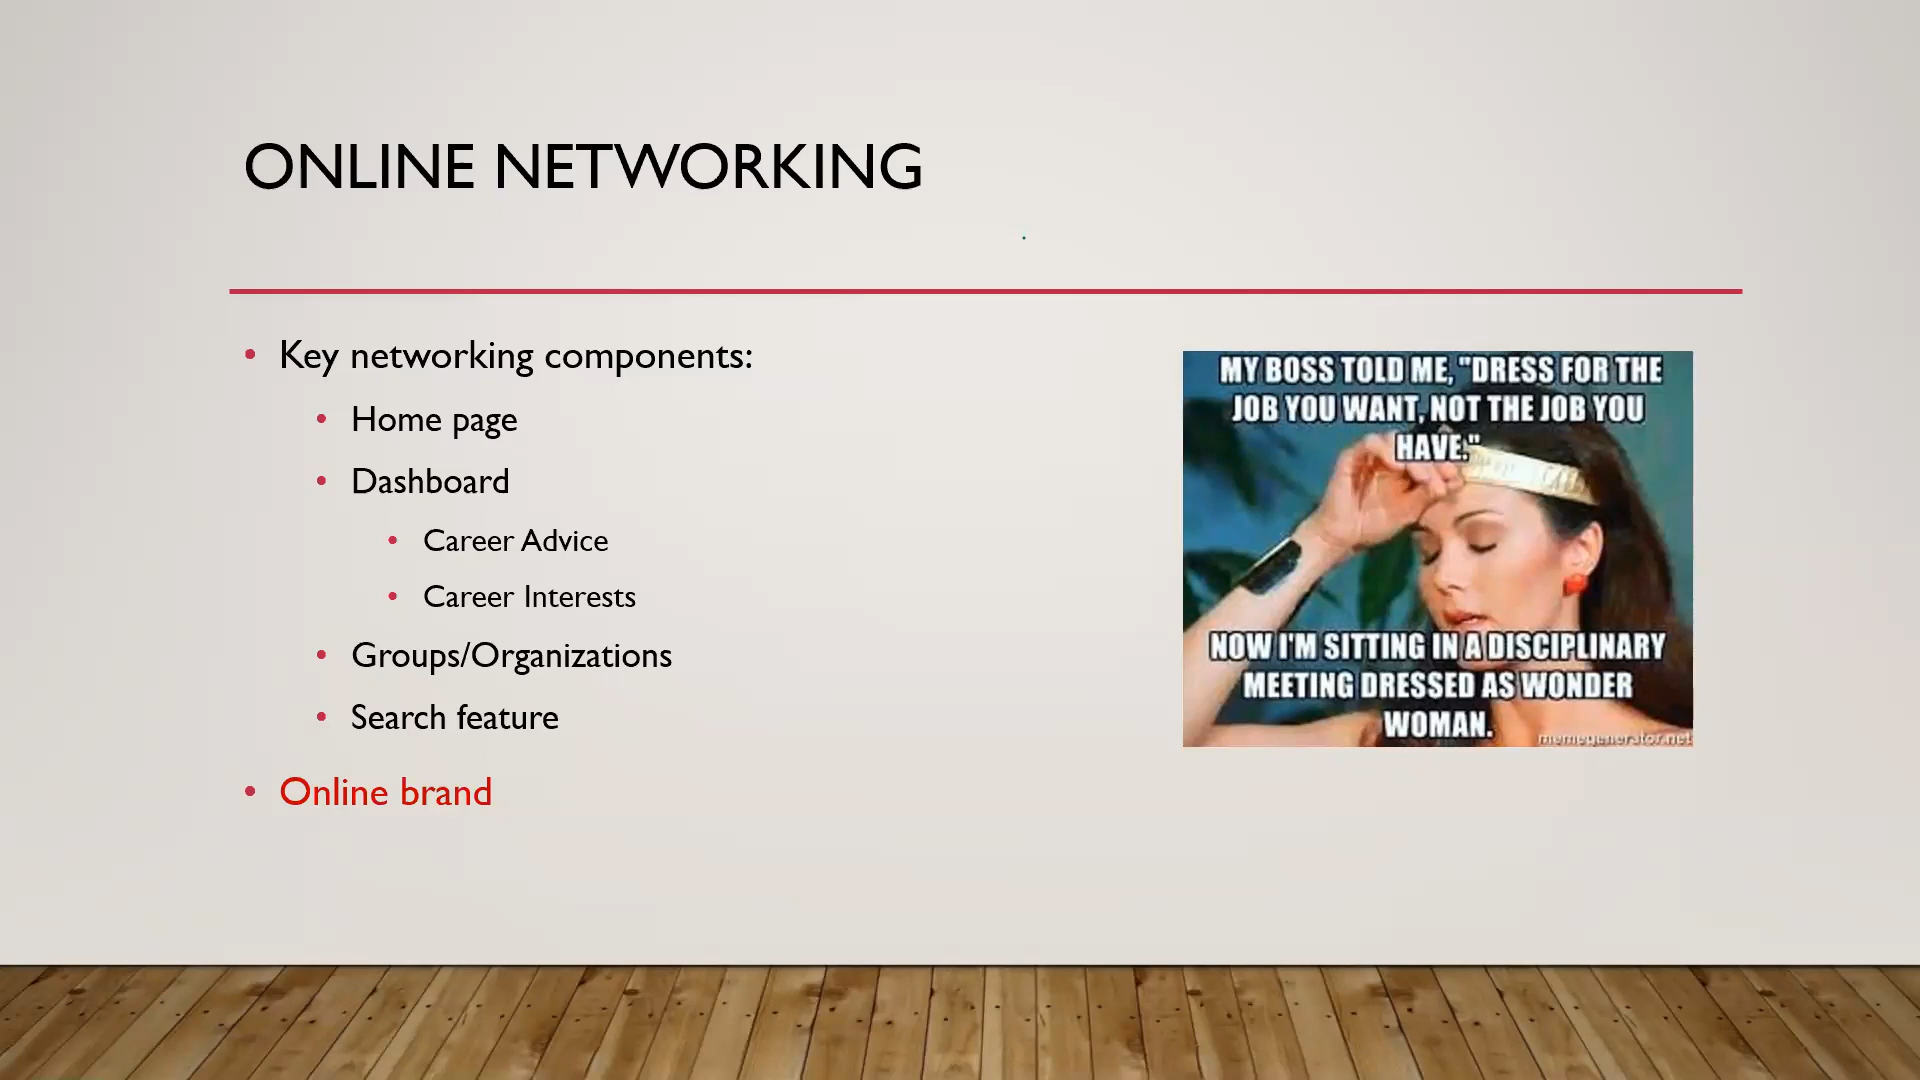 ONLINE NETWORKING
Key networking components:
Home page
Dashboard
Career Advice
Career Interests
Groups/Organizations
Search feature
Online brand
MY BOSS TOLD ME, "DRESS FOR THE
JOB YOU WANT, NOT THE JOB YOU
HAVE."
NOW I'M SITTING IN A DISCIPLINARY
MEETING DRESSED AS WONDER
WOMAN.
memegenerator.net